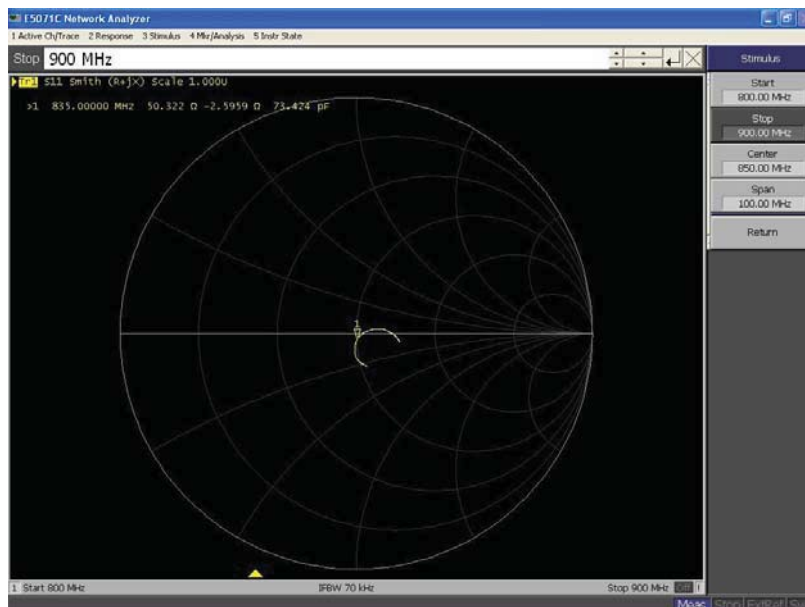 E5071C Network Analyzer
1 Active Ch/Trace 2 Response 3 Stimulus 4 Mkr/Analysis 5 Instr State
Stop 900 MHz
Tr1 S11 Smith (R+jX) Scale 1.000U
>1 835.00000 MHz 50.322 Ω -2.5959 Ω 73.424 pF
1
Stimulus
Start
800.00 MHz
Stop
900.00 MHz
Center
850.00 MHz
Span
100.00 MHz
Return
1 Start 800 MHz IFBW 70 kHz Stop 900 MHz Off !
Meas Stop ExtRef